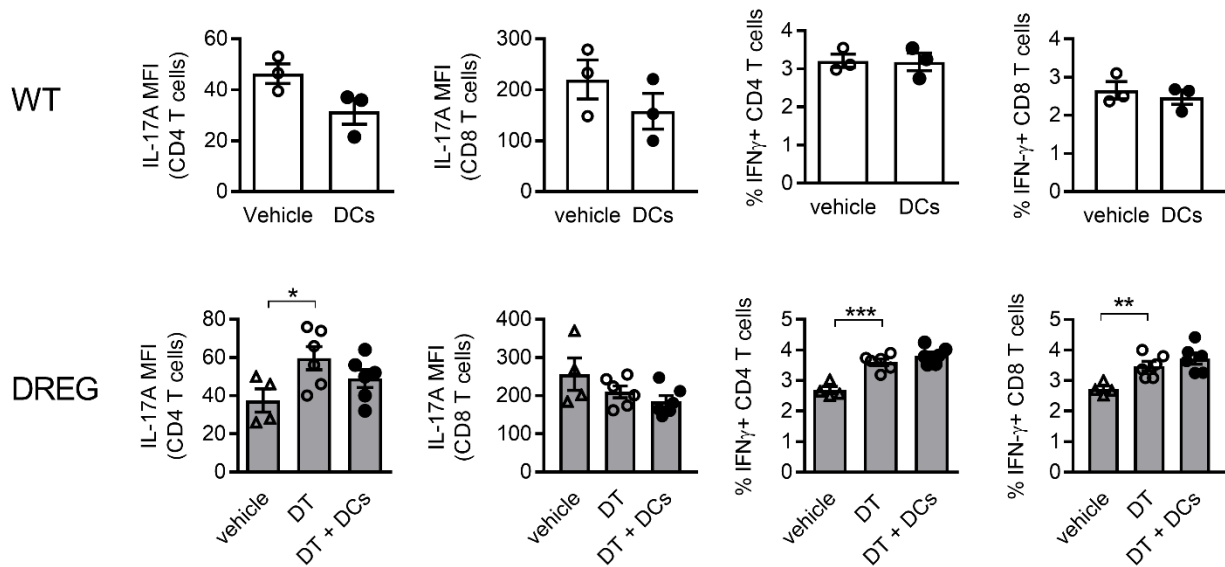 WT
IL-17A MFI
(CD4 T cells)
60
40
20
0
Vehicle DCs
IL-17A MFI
(CD8 T cells)
300
200
100
0
vehicle DCs
% IFNγ+ CD4 T cells
5
4
3
2
1
0
vehicle DCs
% IFN-γ+ CD8 T cells
4
3
2
1
0
vehicle DCs
DREG
IL-17A MFI
(CD4 T cells)
80
60
40
20
0
*
vehicle
DT
DT + DCs
IL-17A MFI
(CD8 T cells)
400
300
200
100
0
vehicle
DT
DT + DCs
% IFNγ+ CD4 T cells
5
4
3
2
1
0
***
vehicle
DT
DT + DCs
% IFN-γ+ CD8 T cells
5
4
3
2
1
0
**
vehicle
DT
DT + DCs